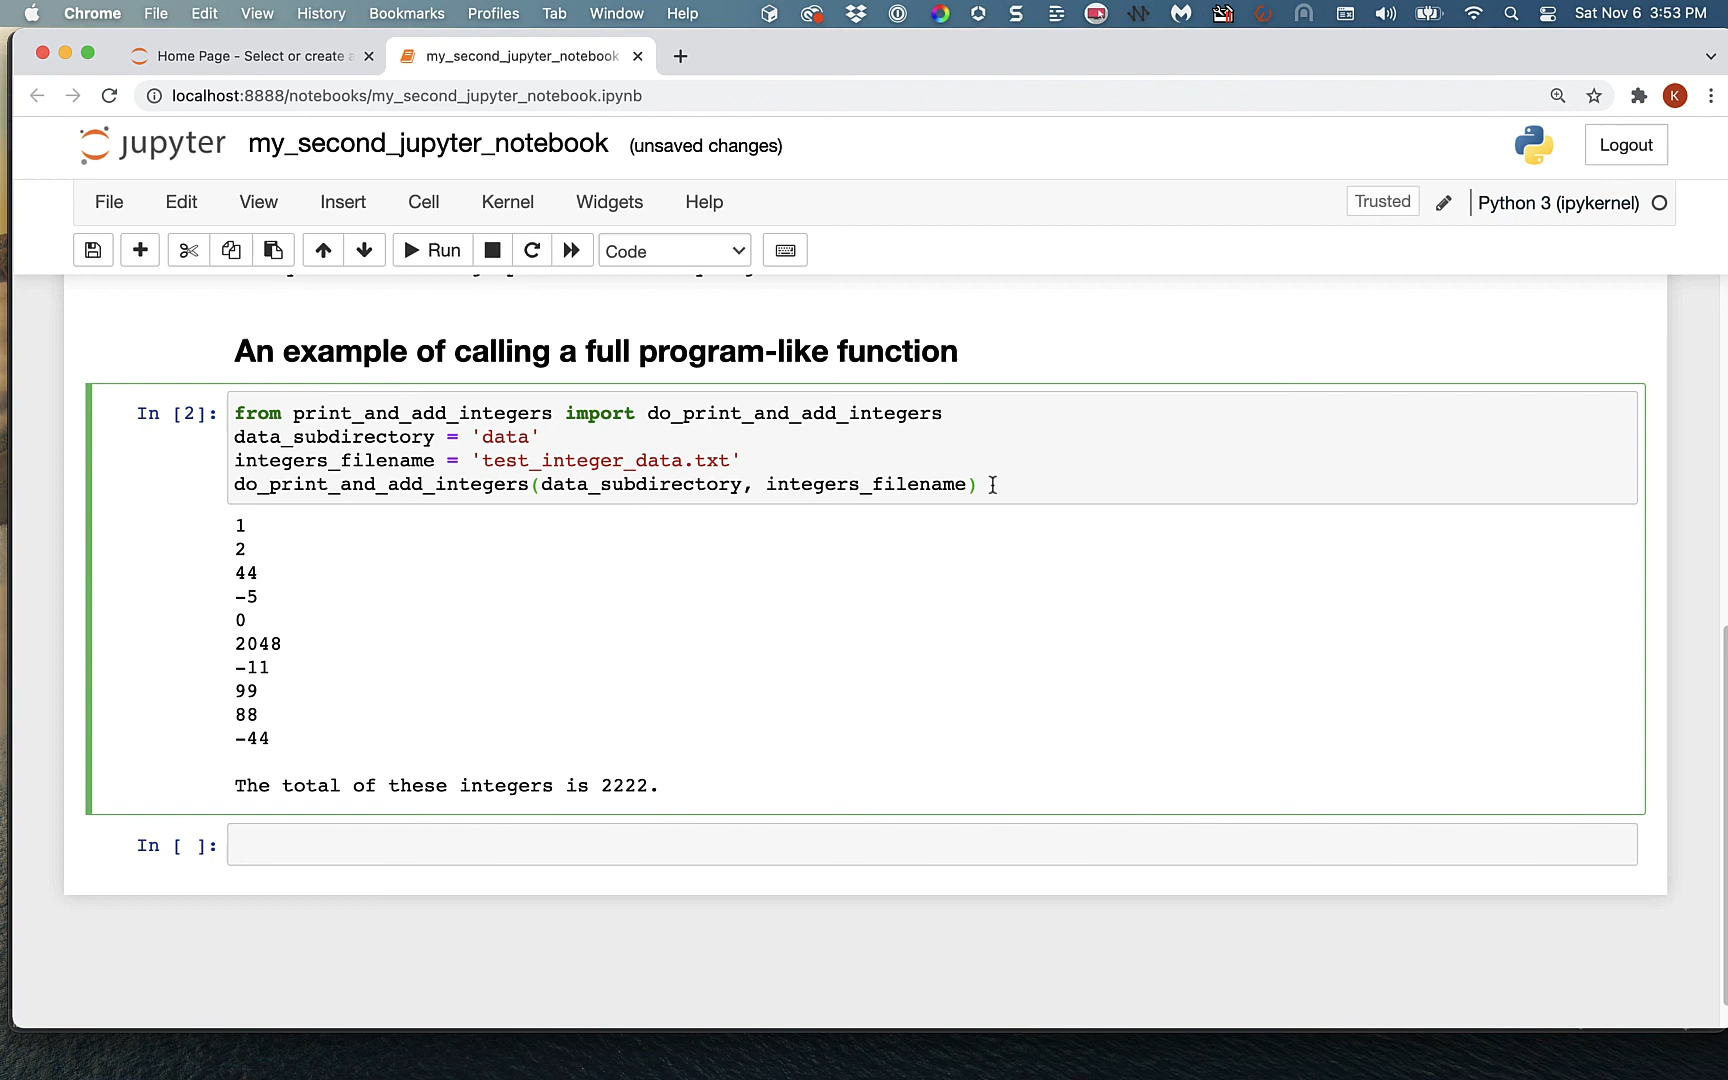 Chrome File Edit View History Bookmarks Profiles Tab Window Help Sat Nov 6 3:53 PM
Home Page - Select or create a
my_second_jupyter_notebook
localhost:8888/notebooks/my_second_jupyter_notebook.ipynb
K
jupyter my_second_jupyter_notebook (unsaved changes)
Logout
File Edit View Insert Cell Kernel Widgets Help
Trusted Python 3 (ipykernel)
Run Code
An example of calling a full program-like function
In [2]: from print_and_add_integers import do_print_and_add_integers
data_subdirectory = 'data'
integers_filename = 'test_integer_data.txt'
do_print_and_add_integers(data_subdirectory, integers_filename)
1
2
44
-5
0
2048
-11
99
88
-44
The total of these integers is 2222.
In [ ]: